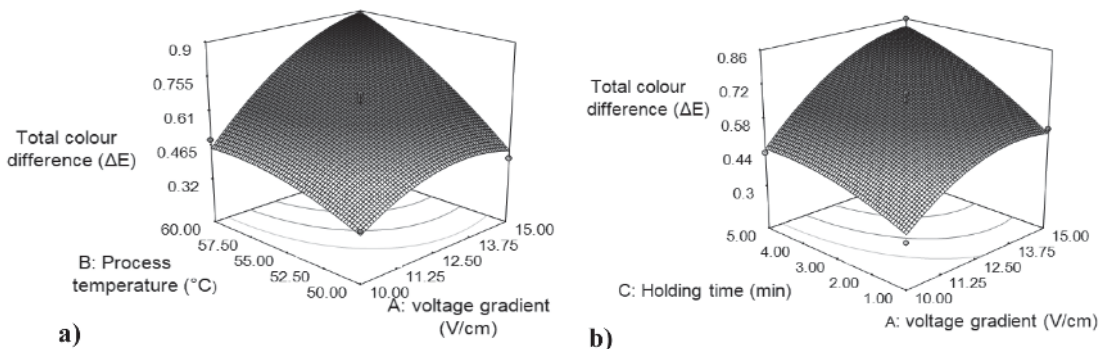 0.9
0.755
0.61
0.465
0.32
Total colour
difference (ΔE)
60.00
57.50
55.00
52.50
50.00
B: Process
temperature (°C)
15.00
13.75
12.50
11.25
10.00
A: voltage gradient
(V/cm)
a)
0.86
0.72
0.58
0.44
0.3
Total colour
difference (ΔE)
5.00
4.00
3.00
2.00
1.00
C: Holding time (min)
15.00
13.75
12.50
11.25
10.00
A: voltage gradient (V/cm)
b)